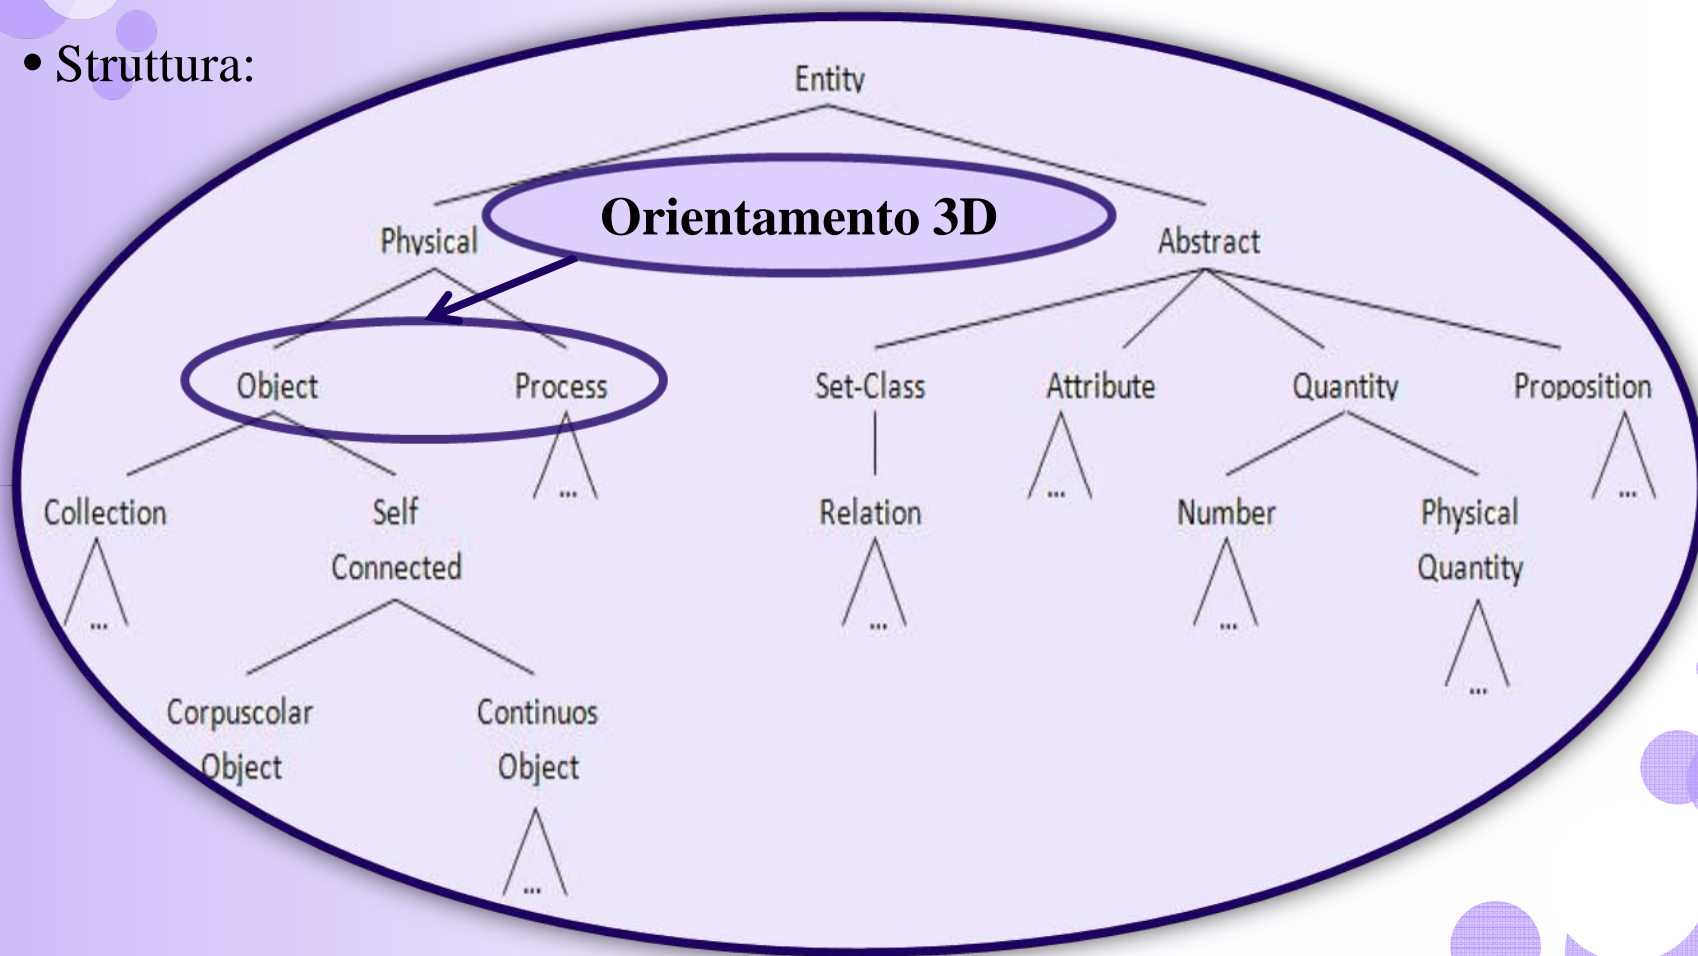 • Struttura:
Entity
Orientamento 3D
Physical
Abstract
Object
Process
Set-Class
Attribute
Quantity
Proposition
...
...
...
Collection
Self
Connected
Relation
Number
Physical
Quantity
...
...
...
...
Corpuscolar
Object
Continuos
Object
...